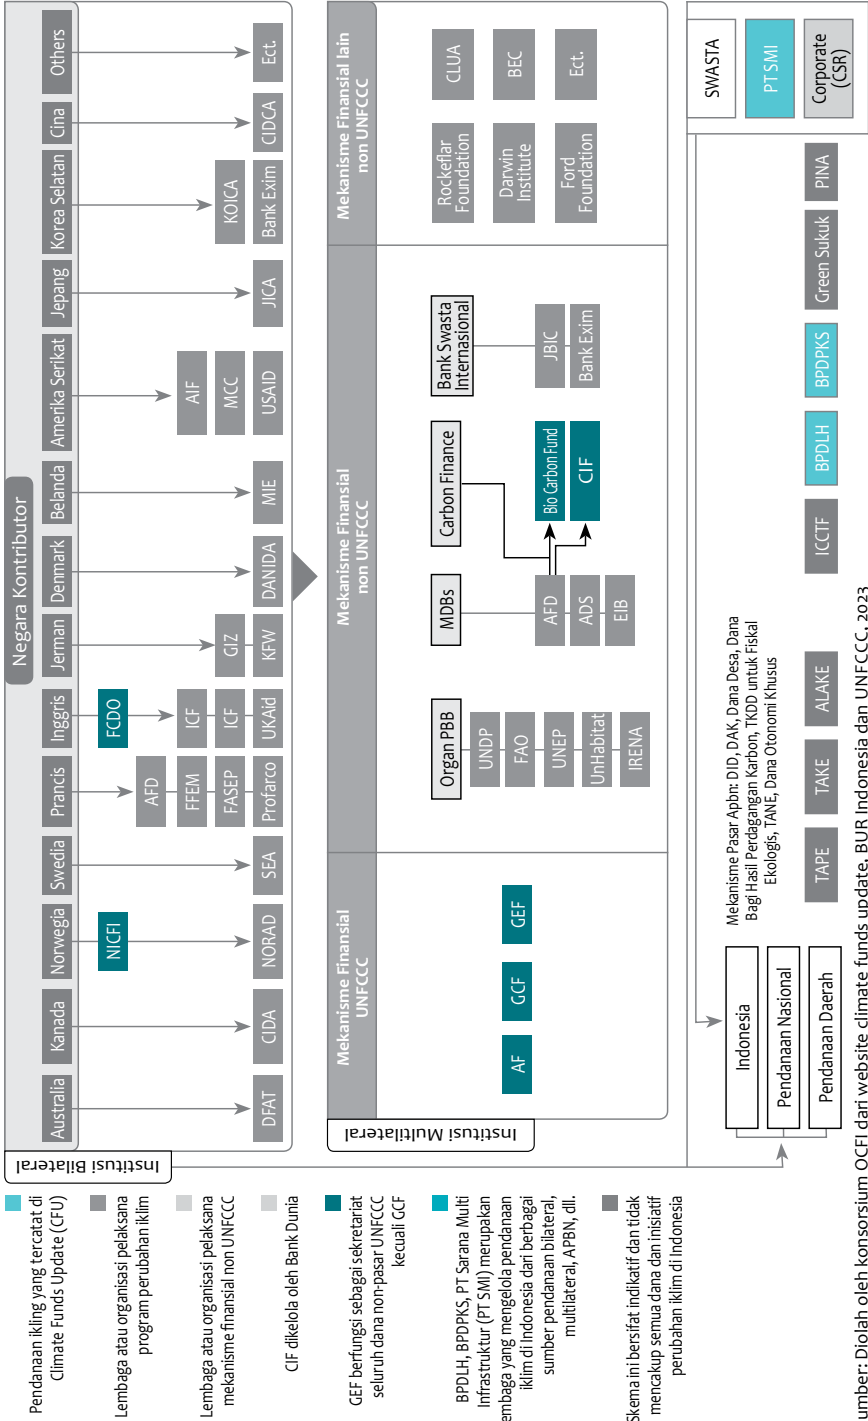 Negara Kontributor
Institusi Bilateral
Australia
Kanada
Norwegia
Swedia
Prancis
Inggris
Jerman
Denmark
Belanda
Amerika Serikat
Jepang
Korea Selatan
Cina
Others
DFAT
CIDA
NICFI
NORAD
SEA
AFD
FFEM
FASEP
Profarco
FCDO
ICF
ICF
UKAid
GIZ
KFW
DANIDA
MIE
AIF
MCC
USAID
JICA
KOICA
Bank Exim
CIDCA
Ect.
Institusi Multilateral
Mekanisme Finansial
UNFCCC
AF
GCF
GEF
Mekanisme Finansial
non UNFCCC
Organ PBB
UNDP
FAO
UNEP
UnHabitat
IRENA
MDBs
AFD
ADS
EIB
Carbon Finance
Bio Carbon Fund
CIF
Bank Swasta
Internasional
JBIC
Bank Exim
Mekanisme Finansial lain
non UNFCCC
Rockeflar
Foundation
CLUA
Darwin
Institute
BEC
Ford
Foundation
Ect.
Indonesia
Pendanaan Nasional
Pendanaan Daerah
Mekanisme Pasar Apbn: DID, DAK, Dana Desa, Dana
Bagi Hasil Perdagangan Karbon, TKDD untuk Fiskal
Ekologis, TANE, Dana Otonomi Khusus
TAPE
TAKE
ALAKE
ICCTF
BPDLH
BPDPKS
Green Sukuk
PINA
SWASTA
PT SMI
Corporate
(CSR)
Pendanaan ikling yang tercatat di
Climate Funds Update (CFU)
Lembaga atau organisasi pelaksana
program perubahan iklim
Lembaga atau organisasi pelaksana
mekanisme finansial non UNFCCC
CIF dikelola oleh Bank Dunia
GEF berfungsi sebagai sekretariat
seluruh dana non-pasar UNFCCC
kecuali GCF
BPDLH, BPDPKS, PT Sarana Multi
Infrastruktur (PT SMI) merupakan
embaga yang mengelola pendanaan
iklim di Indonesia dari berbagai
sumber pendanaan bilateral,
multilateral, APBN, dll.
Skema ini bersifat indikatif dan tidak
mencakup semua dana dan inisiatif
perubahan iklim di Indonesia
umber: Diolah oleh konsorsium OCFI dari website climate funds update, BUR Indonesia dan UNFCCC, 2023